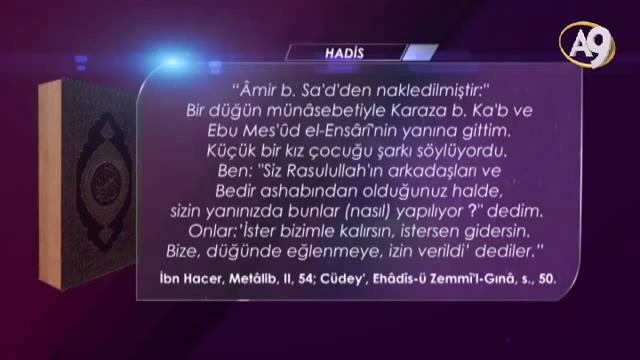 HADİS
A9
"Âmir b. Sa'd'den nakledilmiştir:"
Bir düğün münâsebetiyle Karaza b. Ka'b ve
Ebu Mes'ûd el-Ensârî'nin yanına gittim.
Küçük bir kız çocuğu şarkı söylüyordu.
Ben: "Siz Rasulullah'ın arkadaşları ve
Bedir ashabından olduğunuz halde,
sizin yanınızda bunlar (nasıl) yapılıyor ?" dedim.
Onlar:'İster bizimle kalırsın, istersen gidersin.
Bize, düğünde eğlenmeye, izin verildi' dediler."
İbn Hacer, Metâlib, II, 54; Cüdey', Ehâdîs-ü Zemmi'l-Gınâ, s., 50.